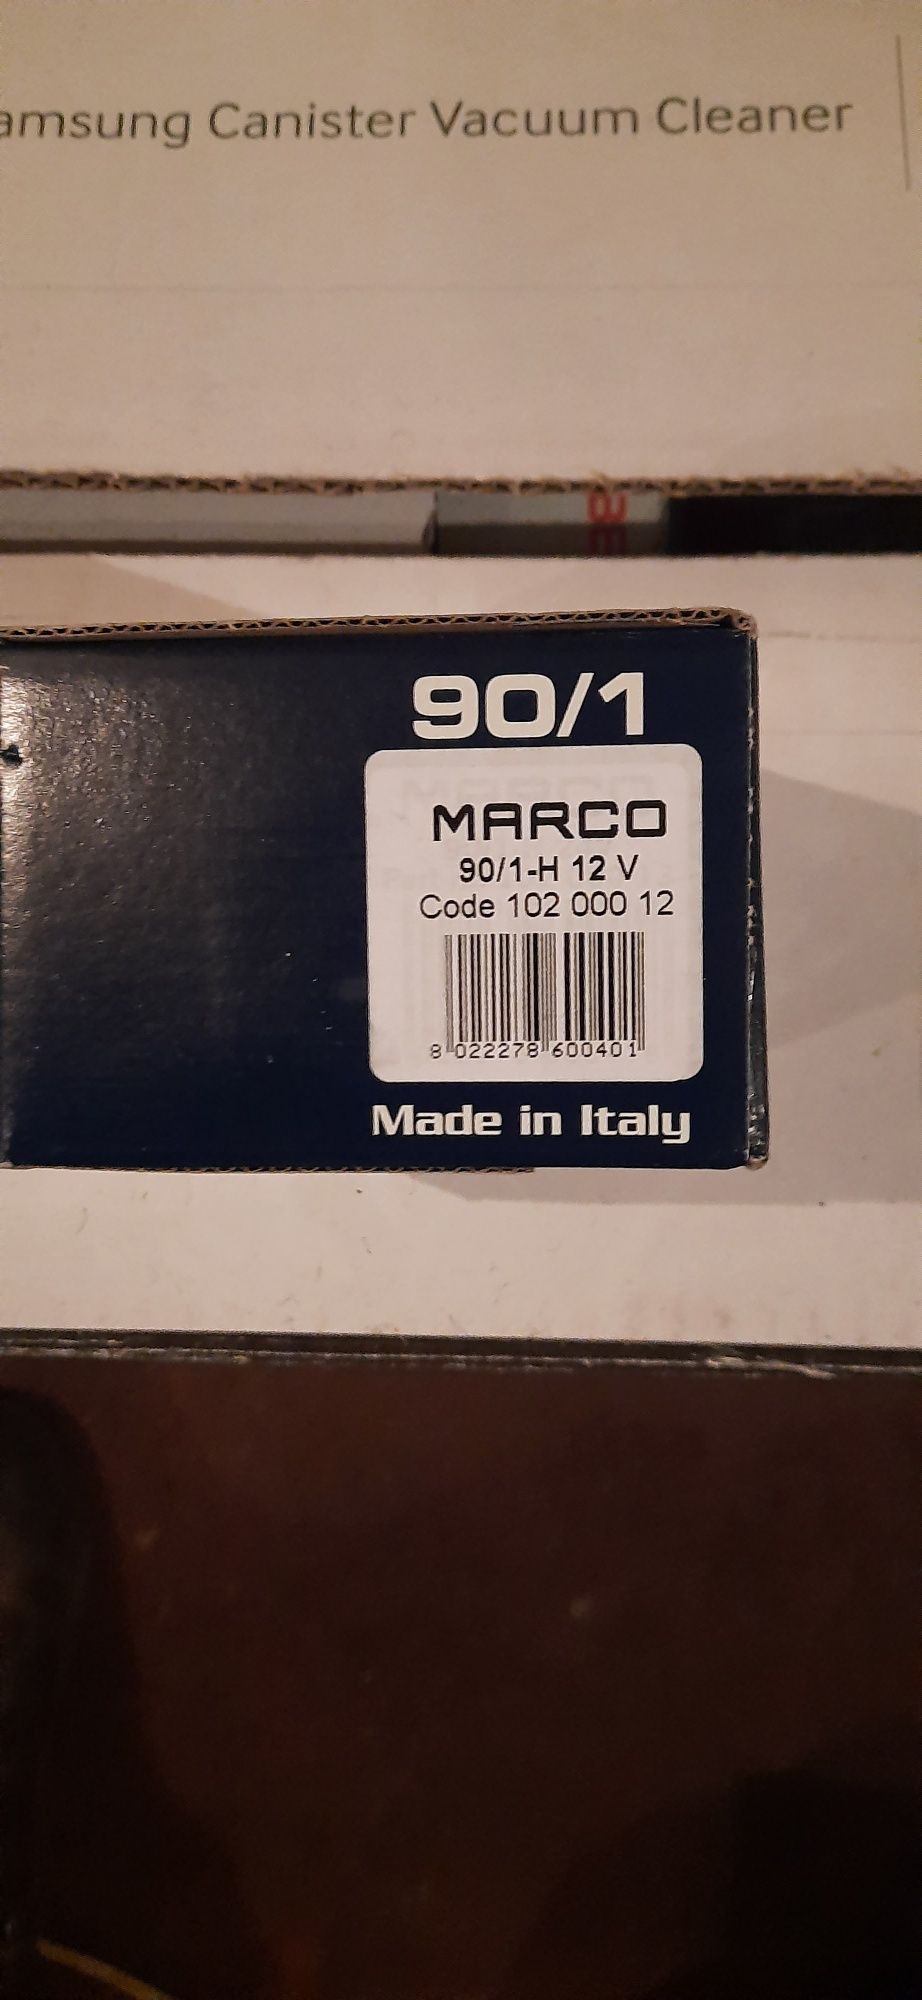 amsung Canister Vacuum Cleaner
90/1
MARCO
90/1-H 12 V
Code 102 000 12
8 022278 600401
Made in Italy